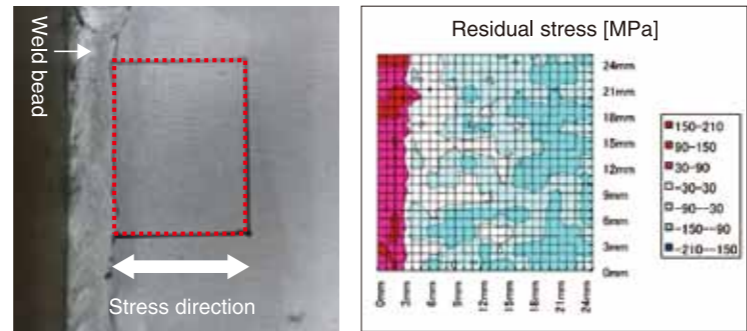 Weld bead
Stress direction
Residual stress [MPa]
24mm
21mm
18mm
15mm
12mm
9mm
6mm
3mm
0mm
0mm
3mm
6mm
9mm
12mm
15mm
18mm
21mm
24mm
150-210
90-150
30-90
-30-30
-90--30
-150--90
-210--150